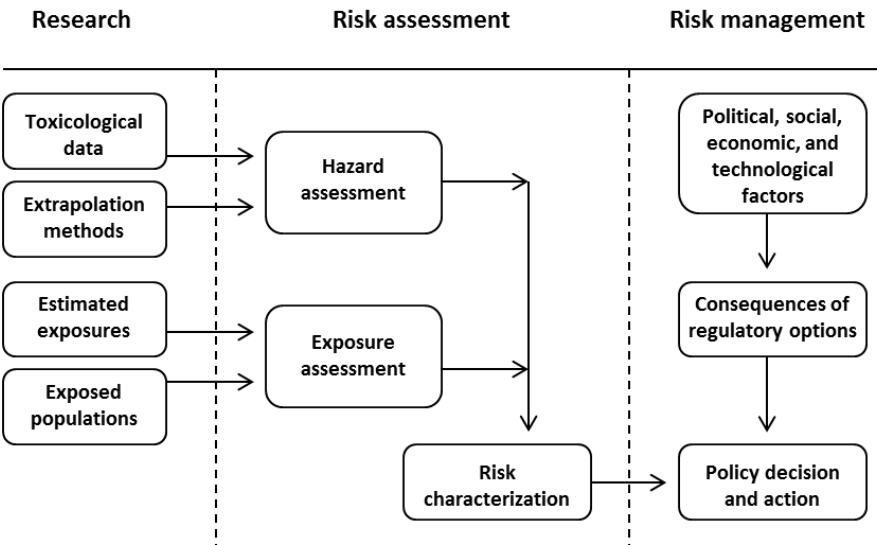 Research
Risk assessment
Risk management
Toxicological
data
Extrapolation
methods
Estimated
exposures
Exposed
populations
Hazard
assessment
Exposure
assessment
Risk
characterization
Political, social,
economic, and
technological
factors
Consequences of
regulatory options
Policy decision
and action